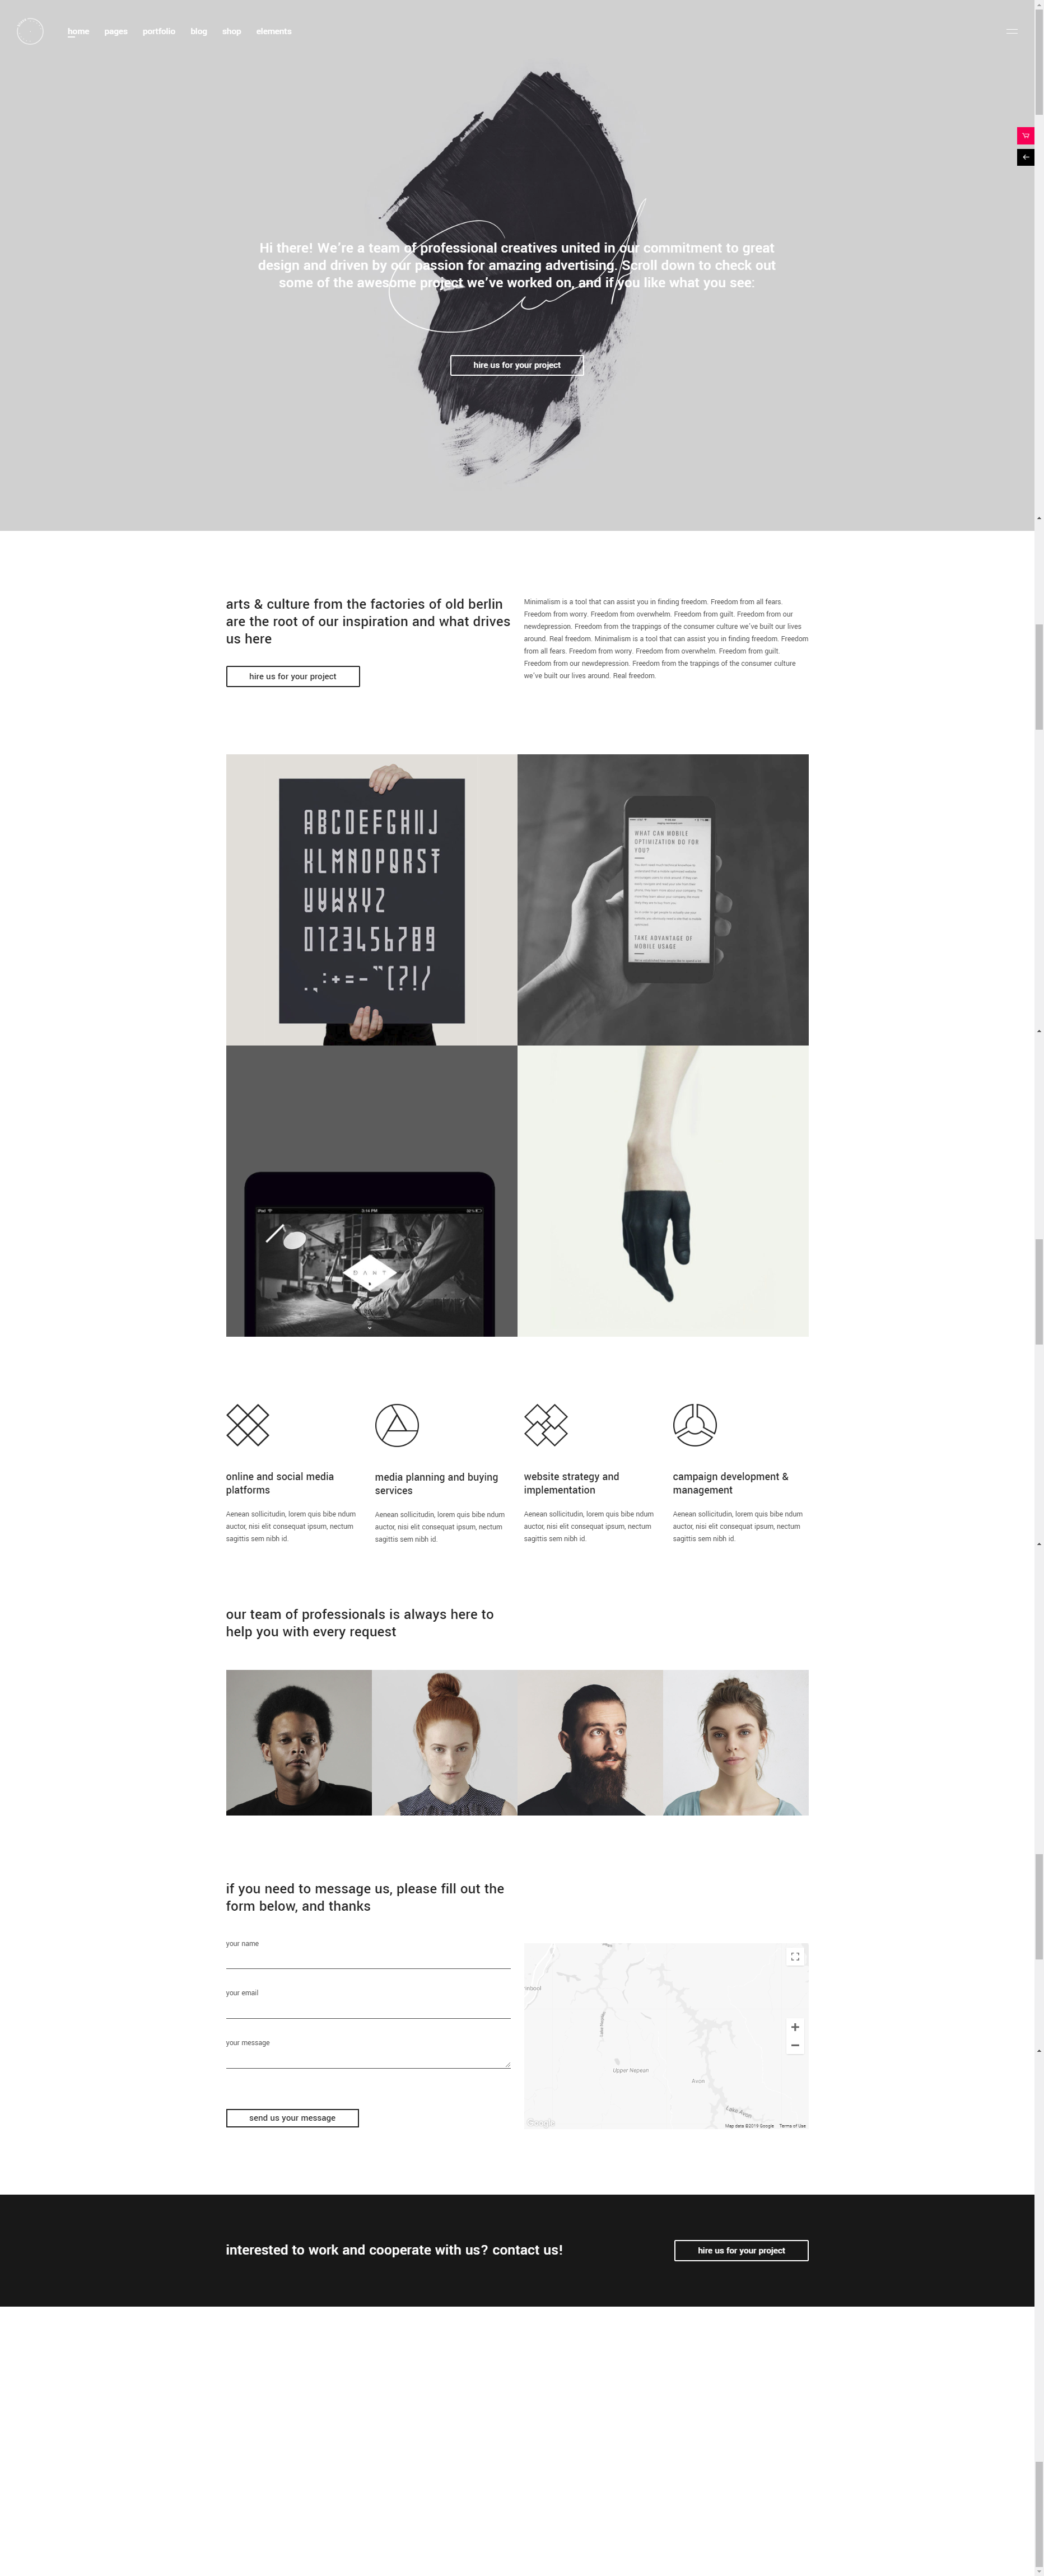 home pages portfolio blog shop elements
Hi there! We're a team of professional creatives united in our commitment to great
design and driven by our passion for amazing advertising. Scroll down to check out
some of the awesome project we've worked on, and if you like what you see:
hire us for your project
arts & culture from the factories of old berlin
are the root of our inspiration and what drives
us here
hire us for your project
Minimalism is a tool that can assist you in finding freedom. Freedom from all fears.
Freedom from worry. Freedom from overwhelm. Freedom from guilt. Freedom from our
newdepression. Freedom from the trappings of the consumer culture we've built our lives
around. Real freedom. Minimalism is a tool that can assist you in finding freedom. Freedom
from all fears. Freedom from worry. Freedom from overwhelm. Freedom from guilt.
Freedom from our newdepression. Freedom from the trappings of the consumer culture
we've built our lives around. Real freedom.
ABCDEFGHIJ
KLMNOPQRST
UVWXYZ
0123456789
.,:+=-"(?!/
WHAT CAN MOBILE
OPTIMIZATION DO FOR
YOU?
TAKE ADVANTAGE OF
MOBILE USAGE
iPad
3:16 PM
DANT
online and social media
platforms
Aenean sollicitudin, lorem quis bibe ndum
auctor, nisi elit consequat ipsum, nectum
sagittis sem nibh id.
media planning and buying
services
Aenean sollicitudin, lorem quis bibe ndum
auctor, nisi elit consequat ipsum, nectum
sagittis sem nibh id.
website strategy and
implementation
Aenean sollicitudin, lorem quis bibe ndum
auctor, nisi elit consequat ipsum, nectum
sagittis sem nibh id.
campaign development &
management
Aenean sollicitudin, lorem quis bibe ndum
auctor, nisi elit consequat ipsum, nectum
sagittis sem nibh id.
our team of professionals is always here to
help you with every request
if you need to message us, please fill out the
form below, and thanks
your name
your email
your message
send us your message
Upper Nepean
Avon
Lake Avon
Google
Map data ©2019 Google Terms of Use
interested to work and cooperate with us? contact us!
hire us for your project